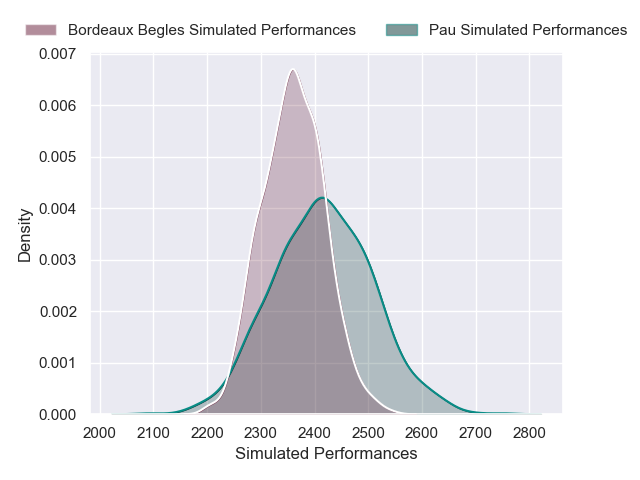 Bordeaux Begles Simulated Performances Pau Simulated Performances
0.007
0.006
0.005
0.004
0.003
0.002
0.001
0.000
Density
2000 2100 2200 2300 2400 2500 2600 2700 2800
Simulated Performances